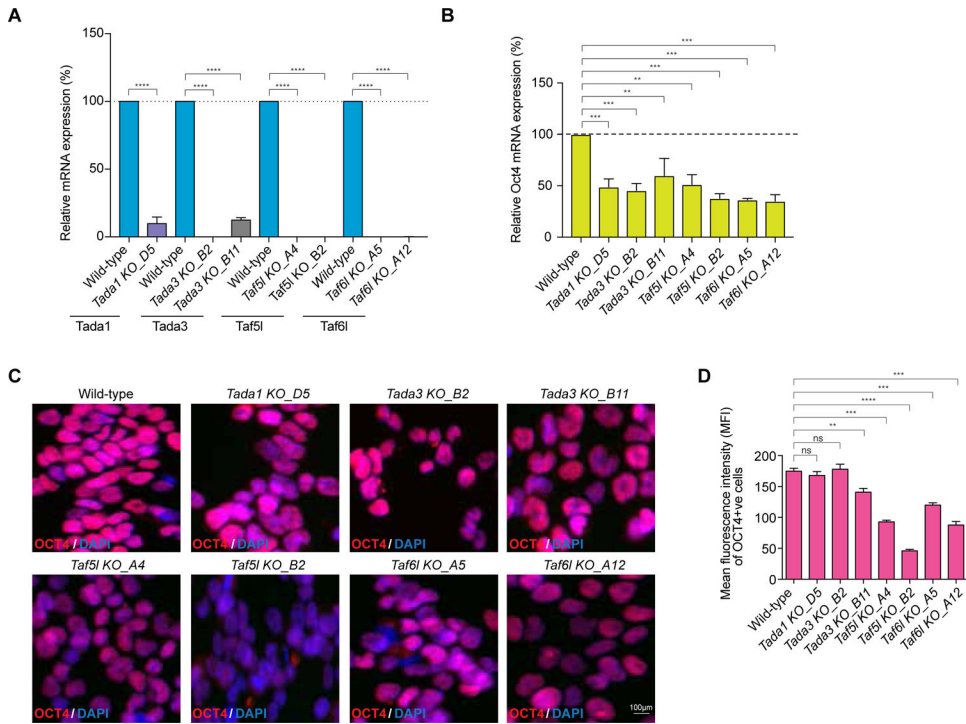 A
Relative mRNA expression (%)
150
100
50
0
**** **** **** **** **** **** ****
Wild-type
Tada1 KO_D5
Wild-type
Tada3 KO_B2
Tada3 KO_B11
Wild-type
Taf5l KO_A4
Taf5l KO_B2
Wild-type
Taf6l KO_A5
Taf6l KO_A12
Tada1 Tada3 Taf5l Taf6l
B
Relative Oct4 mRNA expression (%)
150
100
50
0
***
***
***
**
**
***
***
Wild-type
Tada1 KO_D5
Tada3 KO_B2
Tada3 KO_B11
Taf5l KO_A4
Taf5l KO_B2
Taf6l KO_A5
Taf6l KO_A12
C
Wild-type Tada1 KO_D5 Tada3 KO_B2 Tada3 KO_B11
OCT4/DAPI OCT4/DAPI OCT4/DAPI OCT4/DAPI
Taf5l KO_A4 Taf5l KO_B2 Taf6l KO_A5 Taf6l KO_A12
OCT4/DAPI OCT4/DAPI OCT4/DAPI OCT4/DAPI
100µm
D
Mean fluorescence intensity (MFI)
of OCT4+ve cells
200
150
100
50
0
***
***
****
***
**
ns
ns
Wild-type
Tada1 KO_D5
Tada3 KO_B2
Tada3 KO_B11
Taf5l KO_A4
Taf5l KO_B2
Taf6l KO_A5
Taf6l KO_A12